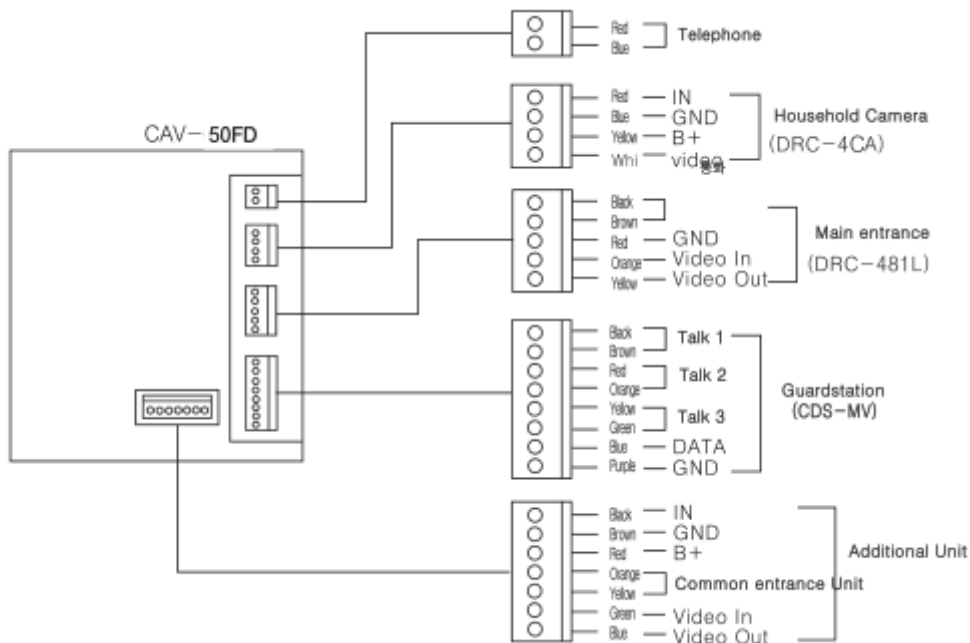 CAV- 50FD
Red
Blue
Telephone
Red IN
Blue GND
Yellow B+
Whi video
통화
Household Camera
(DRC-4CA)
Black
Brown
Red GND
Orange Video In
Yellow Video Out
Main entrance
(DRC-481L)
Black
Brown
Talk 1
Red
Orange
Talk 2
Yellow
Green
Talk 3
Blue DATA
Purple GND
Guardstation
(CDS-MV)
Black IN
Brown GND
Red B+
Orange
Yellow
Common entrance Unit
Green Video In
Blue Video Out
Additional Unit